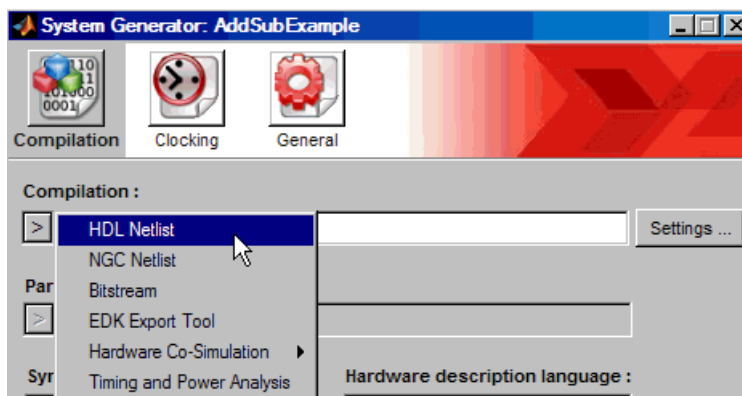 System Generator: AddSubExample
Compilation
Clocking
General
Compilation :
>
HDL Netlist
Settings ...
NGC Netlist
Par
Bitstream
>
EDK Export Tool
Hardware Co-Simulation
Syr
Timing and Power Analysis
Hardware description language :